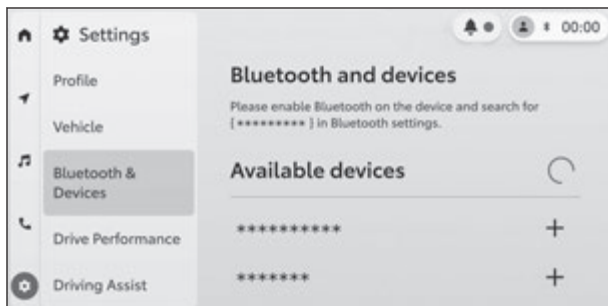 Settings
00:00
Profile
Vehicle
Bluetooth &
Devices
Drive Performance
Driving Assist
Bluetooth and devices
Please enable Bluetooth on the device and search for
[ ********* ] in Bluetooth settings.
Available devices
**********
*******